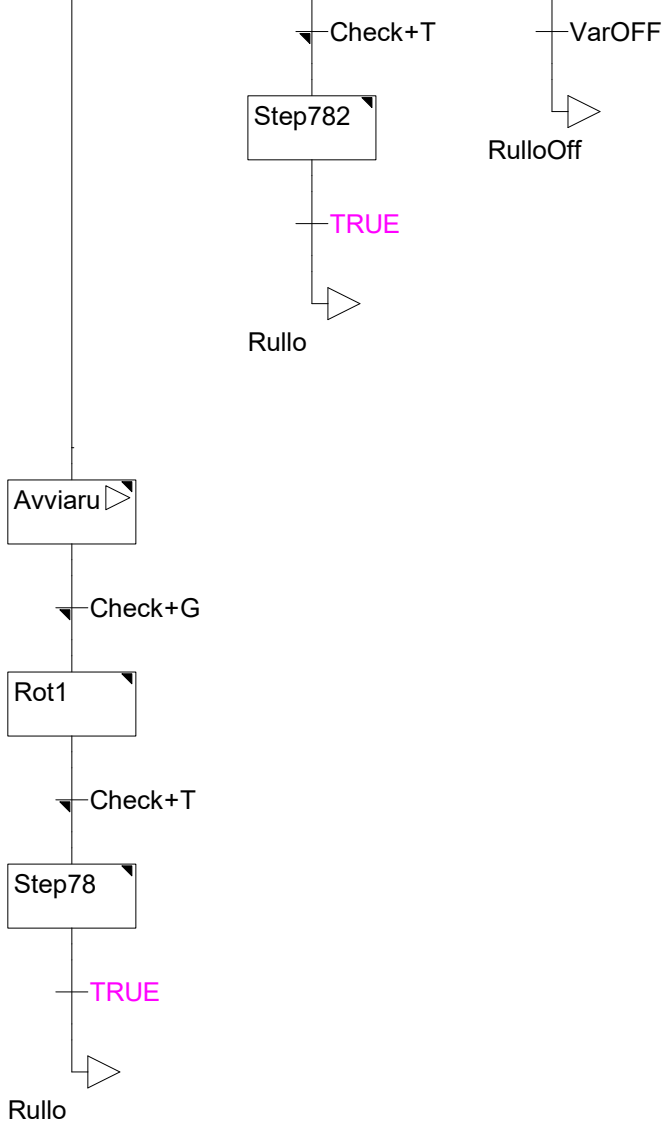 Check+T
VarOFF
Step782
RulloOff
TRUE
Rullo
Avviaru
Check+G
Rot1
Check+T
Step78
TRUE
Rullo